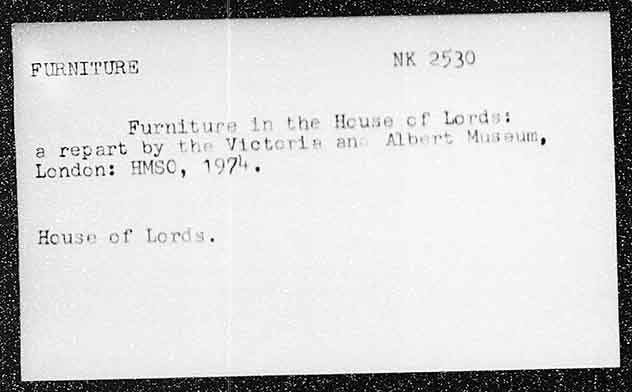 FURNITURE NK 2530
Furniture in the House of Lords:
a repart by the Victoria and Albert Museum,
London: HMSO, 1974.
House of Lords.